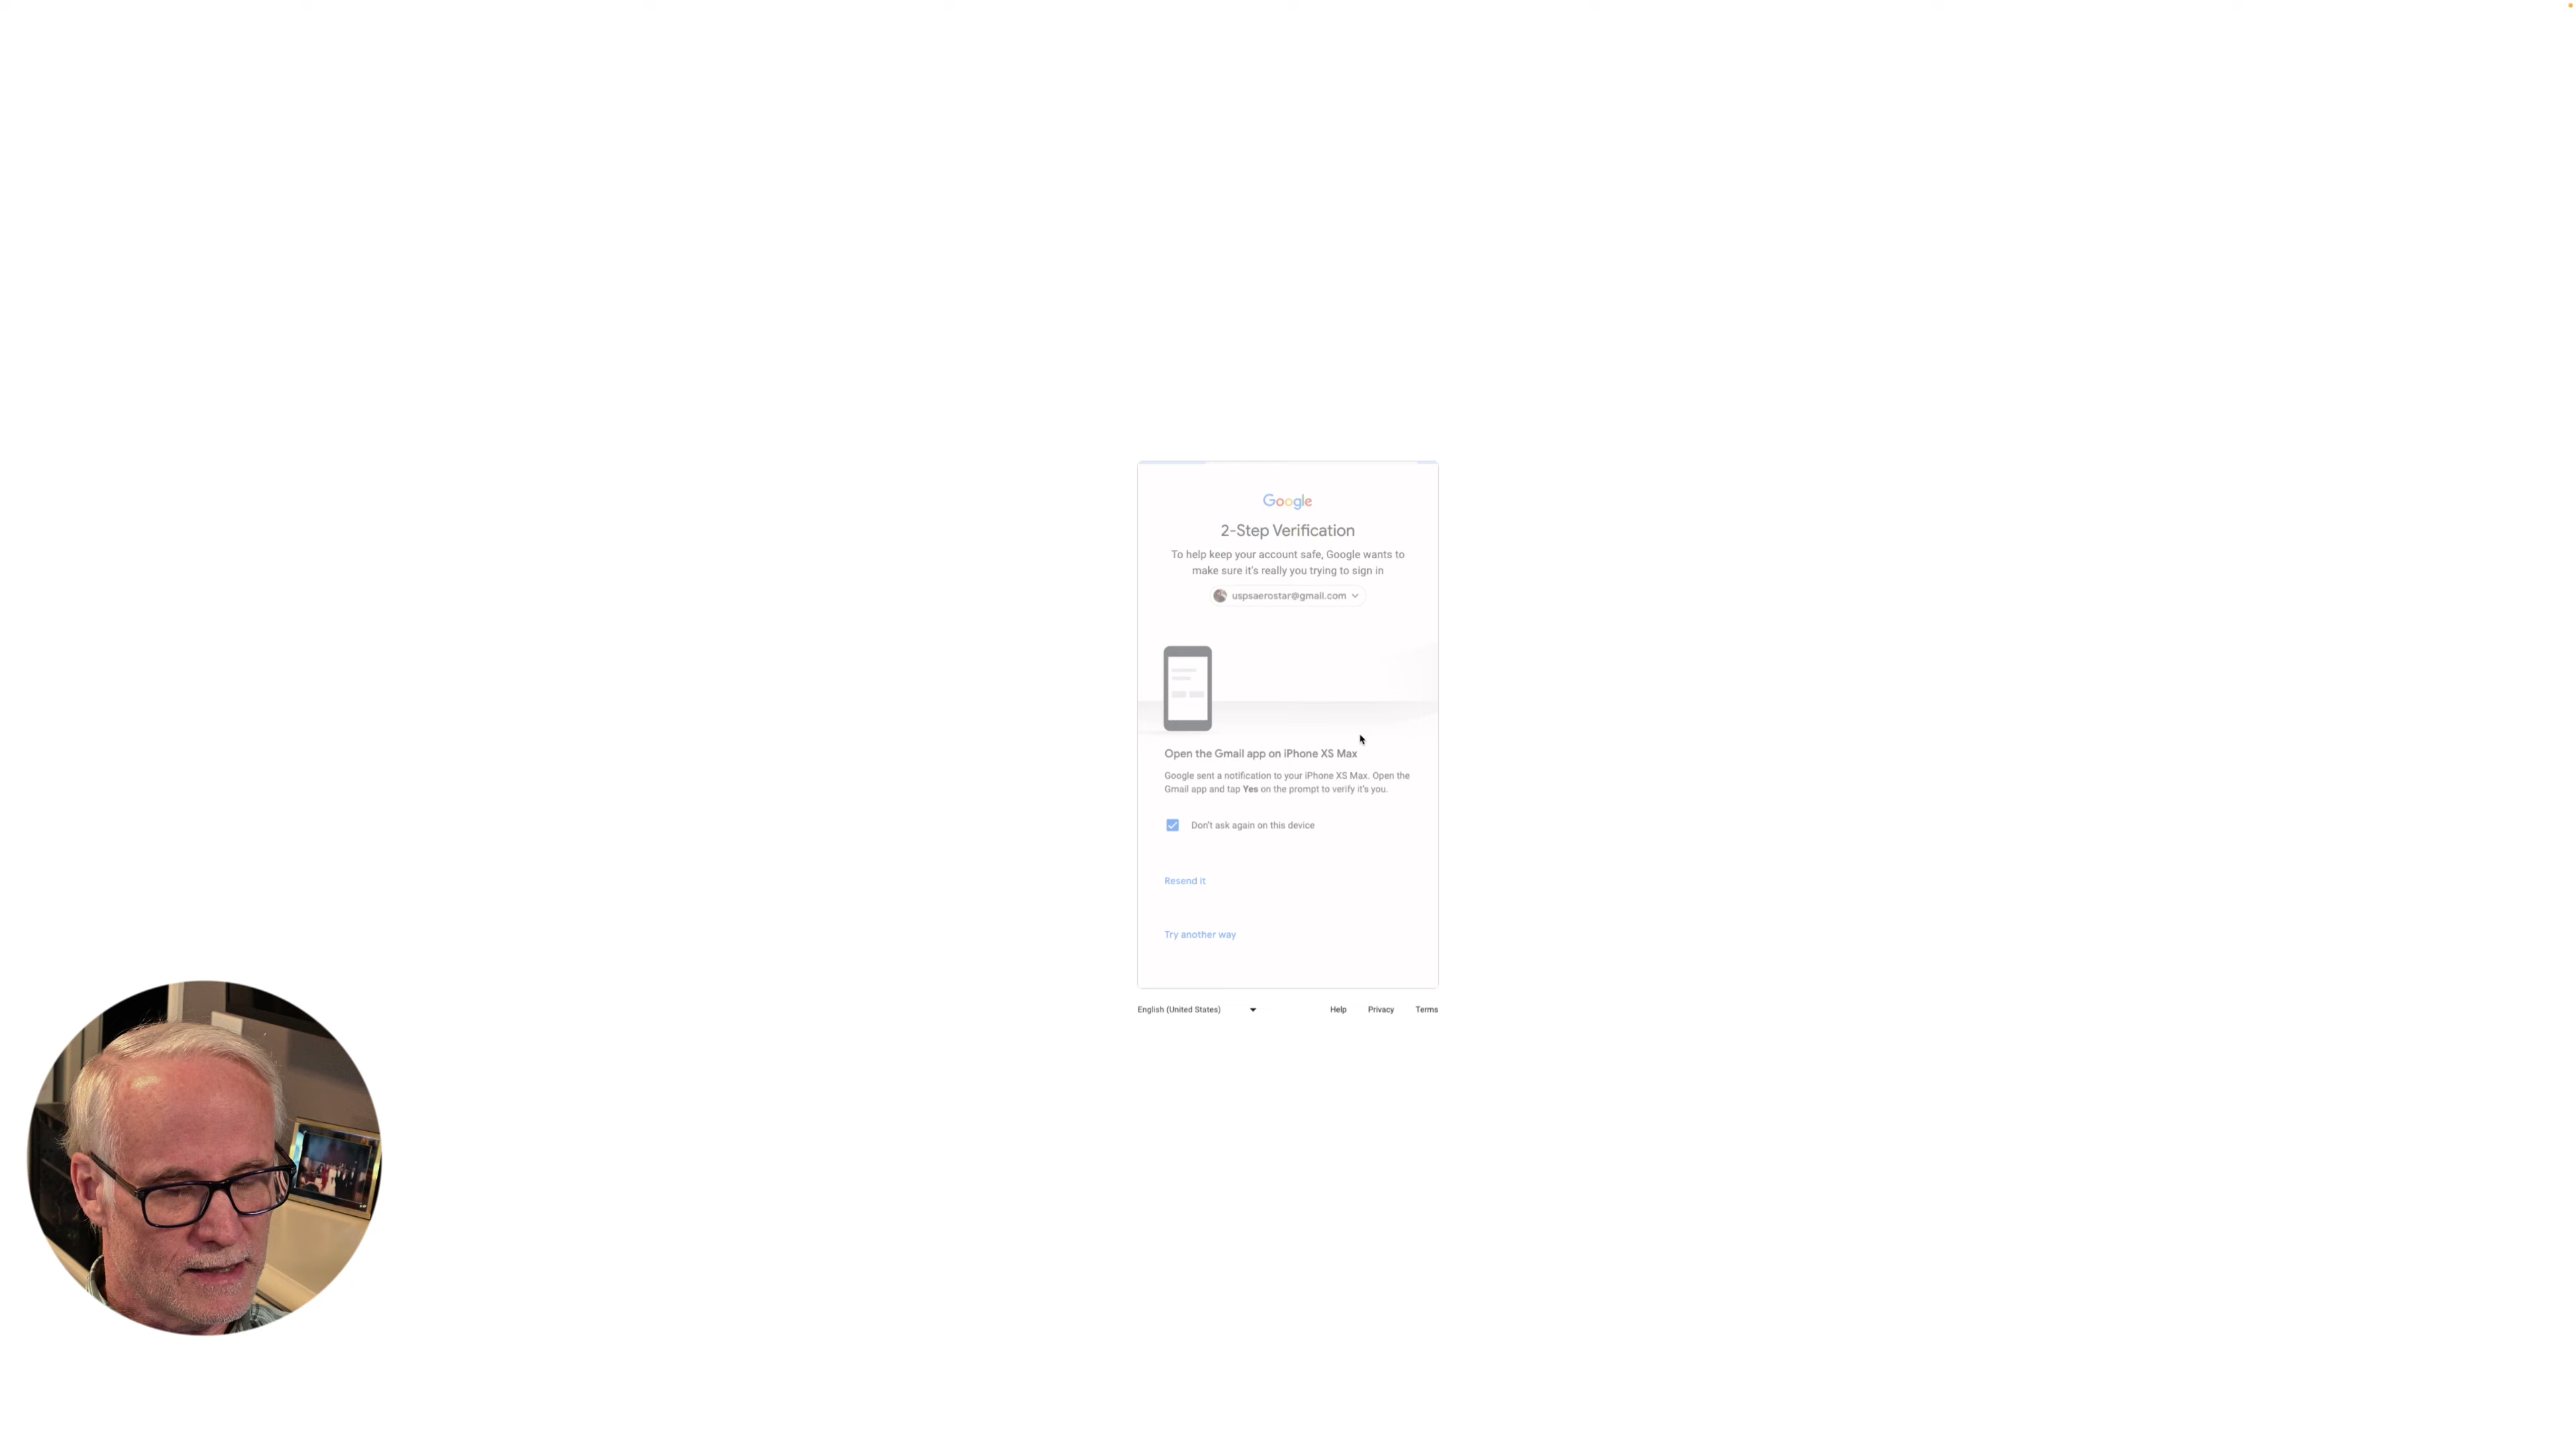 Google
2-Step Verification
To help keep your account safe, Google wants to
make sure it's really you trying to sign in
uspsaerostar@gmail.com
Open the Gmail app on iPhone XS Max
Google sent a notification to your iPhone XS Max. Open the
Gmail app and tap Yes on the prompt to verify it's you.
Don't ask again on this device
Resend it
Try another way
English (United States) Help Privacy Terms